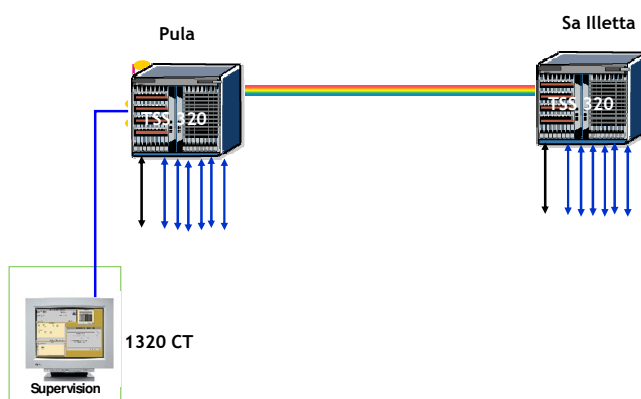 Pula
Sa Illetta
TSS 320
TSS 320
1320 CT
Supervision